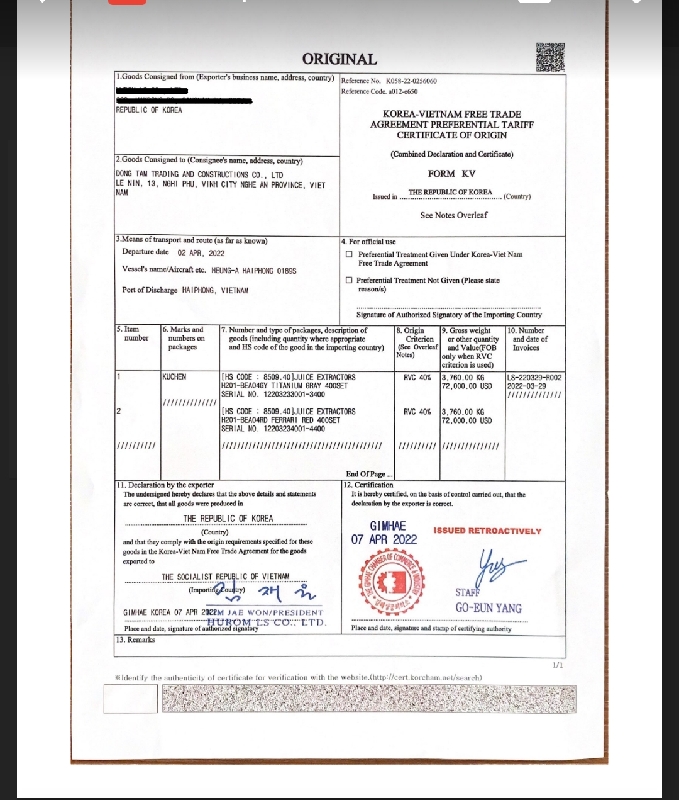 ORIGINAL
1.Goods Consigned from (Exporter's business name, address, country)
REPUBLIC OF KOREA
Reference No. K058-22-0256060
Reference Code. a012-e650
KOREA-VIETNAM FREE TRADE
AGREEMENT PREFERENTIAL TARIFF
CERTIFICATE OF ORIGIN
(Combined Declaration and Certificate)
FORM KV
Issued in THE REPUBLIC OF KOREA (Country)
See Notes Overleaf
2.Goods Consigned to (Consignee's name, address, country)
DONG TAM TRADING AND CONSTRUCTIONS CO., LTD
LE NIN, 13, NGHI PHU, VINH CITY NGHE AN PROVINCE, VIET
NAM
3.Means of transport and route (as far as known)
Departure date 02 APR, 2022
Vessel's name/Aircraft etc. HEUNG-A HAIPHONG 0189S
Port of Discharge HAIPHONG, VIETNAM
4. For official use
Preferential Treatment Given Under Korea-Viet Nam
Free Trade Agreement
Preferential Treatment Not Given (Please state
reason/s)
Signature of Authorized Signatory of the Importing Country
5. Item
number
6. Marks and
numbers on
packages
7. Number and type of packages, description of
goods (including quantity where appropriate
and HS code of the good in the importing country)
8. Origin
Criterion
(See Overleaf
Notes)
9. Gross weight
or other quantity
and Value(FOB
only when RVC
criterion is used)
10. Number
and date of
Invoices
1
KUCHEN
[HS CODE : 8509.40]JUICE EXTRACTORS
H201-BEA04GY TITANIUM GRAY 400SET
SERIAL NO. 12203233001-3400
RVC 40%
3,760.00 KG
72,000.00 USD
LS-220329-B002
2022-03-29
2
[HS CODE : 8509.40]JUICE EXTRACTORS
H201-BEA04RD FERRARI RED 400SET
SERIAL NO. 12203234001-4400
RVC 40%
3,760.00 KG
72,000.00 USD
End Of Page ..
11. Declaration by the exporter
The undersigned hereby declares that the above details and statements
are correct, that all goods were produced in
THE REPUBLIC OF KOREA
(Country)
and that they comply with the origin requirements specified for these
goods in the Korea-Viet Nam Free Trade Agreement for the goods
exported to
THE SOCIALIST REPUBLIC OF VIETNAM
(Importing Country)
GIMHAE KOREA 07 APR 2022
KIM JAE WON/PRESIDENT
HUROM LS CO., LTD.
Place and date, signature of authorized signatory
12. Certification
It is hereby certified, on the basis of control carried out, that the
declaration by the exporter is correct.
GIMHAE
07 APR 2022
ISSUED RETROACTIVELY
STAFF
GO-EUN YANG
Place and date, signature and stamp of certifying authority
13. Remarks
1/1
※Identify the authenticity of certificate for verification with the website.(http://cert.korcham.net/search)